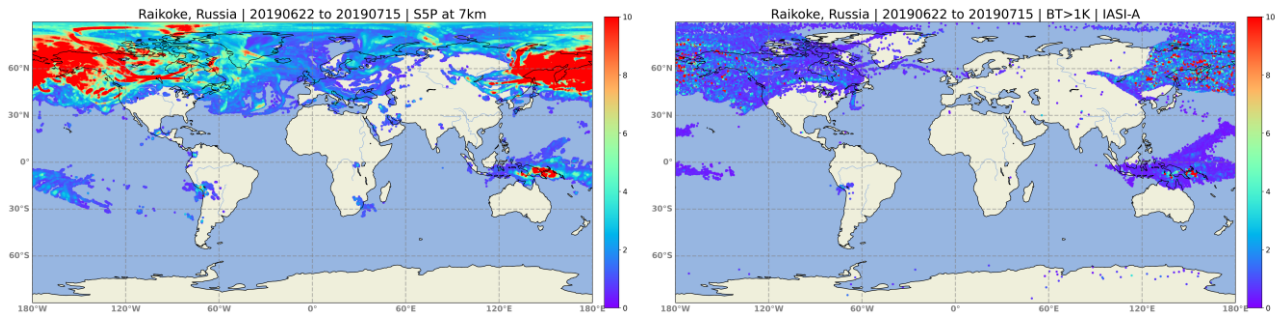 Raikoke, Russia | 20190622 to 20190715 | S5P at 7km
60°N
30°N
0°
30°S
60°S
180°W
120°W
60°W
0°
60°E
120°E
180°E
10
8
6
4
2
0
Raikoke, Russia | 20190622 to 20190715 | BT>1K | IASI-A
60°N
30°N
0°
30°S
60°S
180°W
120°W
60°W
0°
60°E
120°E
180°E
10
8
6
4
2
0